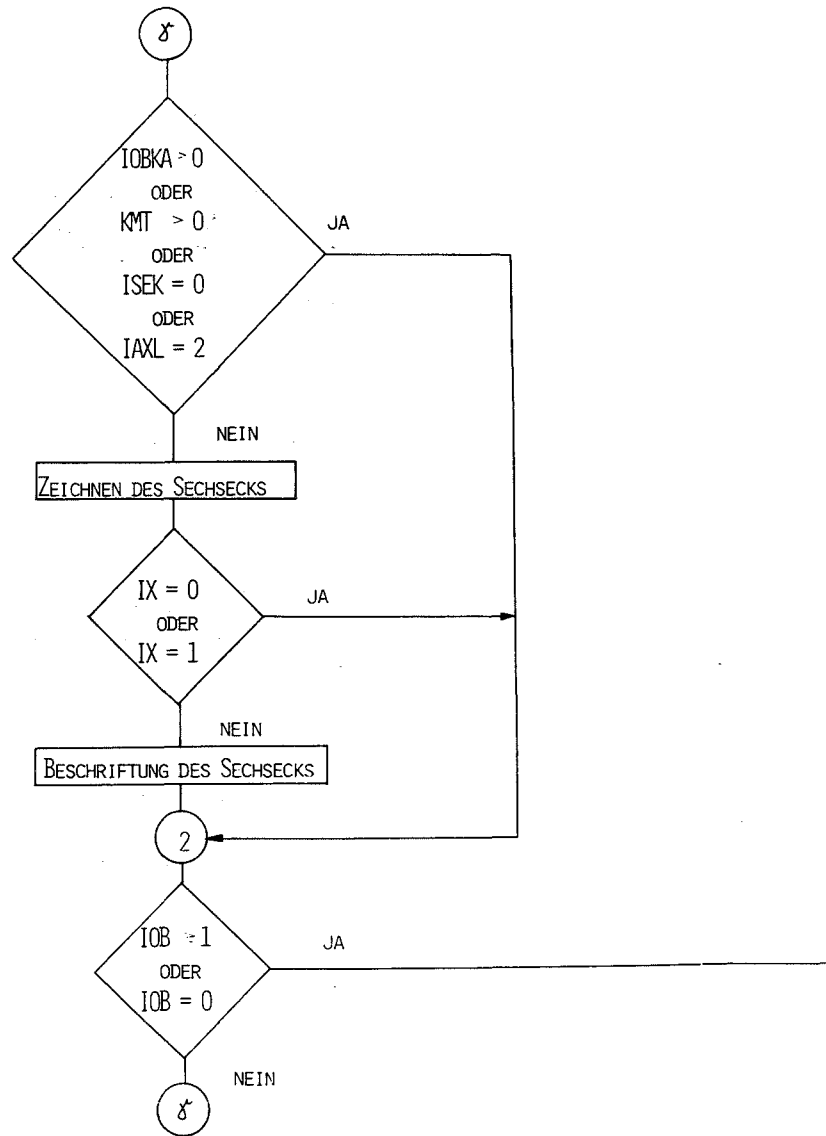 γ
IOBKA > 0
ODER
KMT > 0
ODER
ISEK = 0
ODER
IAXL = 2
JA
NEIN
ZEICHNEN DES SECHSECKS
IX = 0
ODER
IX = 1
JA
NEIN
BESCHRIFTUNG DES SECHSECKS
2
IOB 1
ODER
IOB = 0
JA
NEIN
γ